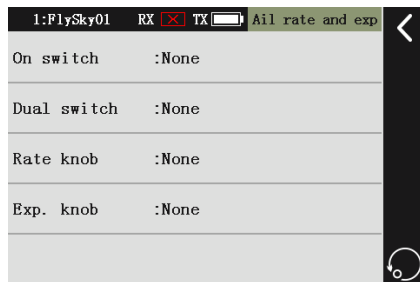 1:FlySky01 RX TX Ail rate and exp
On switch :None
Dual switch :None
Rate knob :None
Exp. knob :None